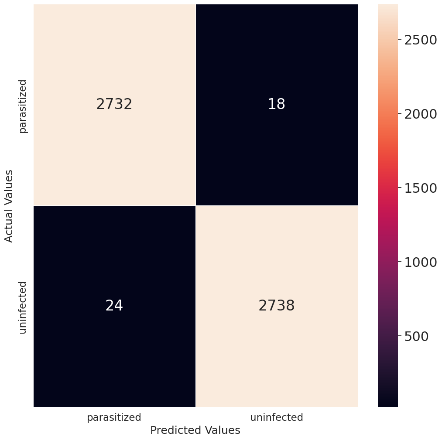 2732
18
24
2738
parasitized
uninfected
Actual Values
parasitized
uninfected
Predicted Values
2500
2000
1500
1000
500